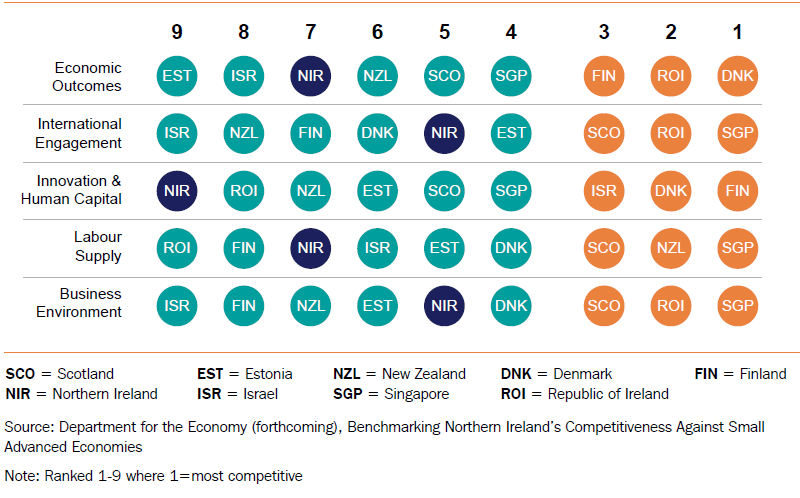 9 8 7 6 5 4 3 2 1
Economic
Outcomes
EST ISR NIR NZL SCO SGP FIN ROI DNK
International
Engagement
ISR NZL FIN DNK NIR EST SCO ROI SGP
Innovation &
Human Capital
NIR ROI NZL EST SCO SGP ISR DNK FIN
Labour
Supply
ROI FIN NIR ISR EST DNK SCO NZL SGP
Business
Environment
ISR FIN NZL EST NIR DNK SCO ROI SGP
SCO = Scotland EST = Estonia NZL = New Zealand DNK = Denmark FIN = Finland
NIR = Northern Ireland ISR = Israel SGP = Singapore ROI = Republic of Ireland
Source: Department for the Economy (forthcoming), Benchmarking Northern Ireland’s Competitiveness Against Small
Advanced Economies
Note: Ranked 1-9 where 1=most competitive